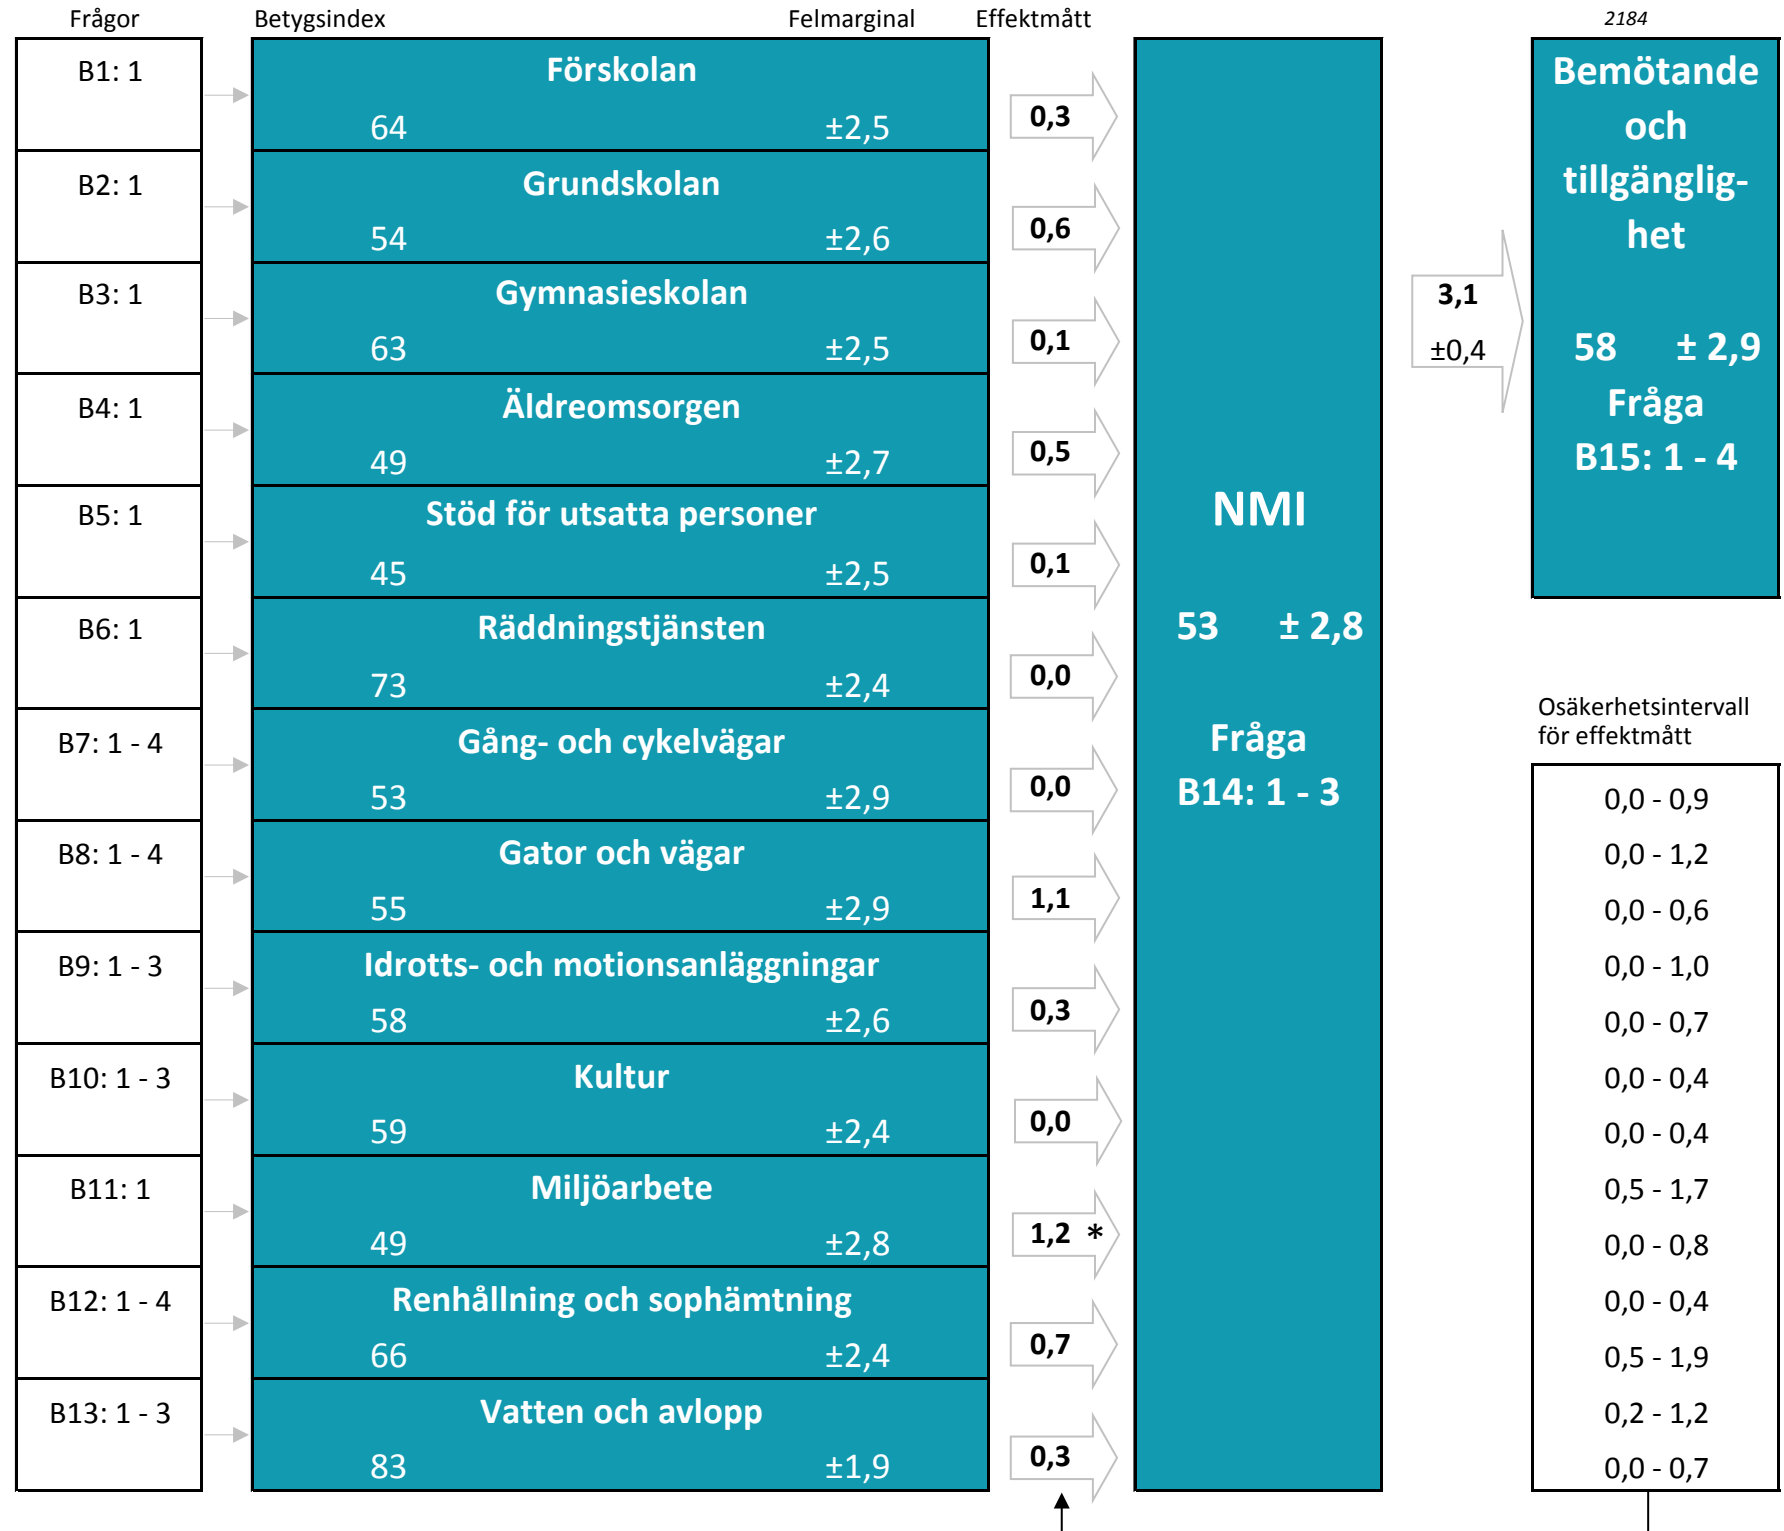 Frågor Betygsindex Felmarginal Effektmått 2184
B1: 1
Förskolan
64 ±2,5
0,3
B2: 1
Grundskolan
54 ±2,6
0,6
B3: 1
Gymnasieskolan
63 ±2,5
0,1
B4: 1
Äldreomsorgen
49 ±2,7
0,5
B5: 1
Stöd för utsatta personer
45 ±2,5
0,1
B6: 1
Räddningstjänsten
73 ±2,4
0,0
B7: 1 - 4
Gång- och cykelvägar
53 ±2,9
0,0
B8: 1 - 4
Gator och vägar
55 ±2,9
1,1
B9: 1 - 3
Idrotts- och motionsanläggningar
58 ±2,6
0,3
B10: 1 - 3
Kultur
59 ±2,4
0,0
B11: 1
Miljöarbete
49 ±2,8
1,2 *
B12: 1 - 4
Renhållning och sophämtning
66 ±2,4
0,7
B13: 1 - 3
Vatten och avlopp
83 ±1,9
0,3
NMI
53 ± 2,8
Fråga
B14: 1 - 3
3,1
±0,4
Bemötande
och
tillgänglig-
het
58 ± 2,9
Fråga
B15: 1 - 4
Osäkerhetsintervall
för effektmått
0,0 - 0,9
0,0 - 1,2
0,0 - 0,6
0,0 - 1,0
0,0 - 0,7
0,0 - 0,4
0,0 - 0,4
0,5 - 1,7
0,0 - 0,8
0,0 - 0,4
0,5 - 1,9
0,2 - 1,2
0,0 - 0,7